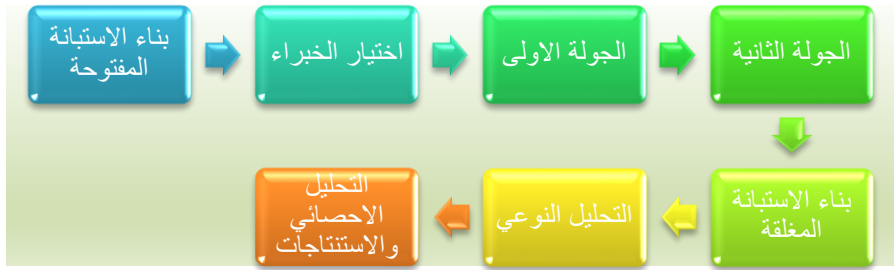 بناء الاستبانة
المفتوحة
اختيار الخبراء
الجولة الاولى
الجولة الثانية
بناء الاستبانة
المغلقة
التحليل النوعي
التحليل
الاحصائي
والاستنتاجات